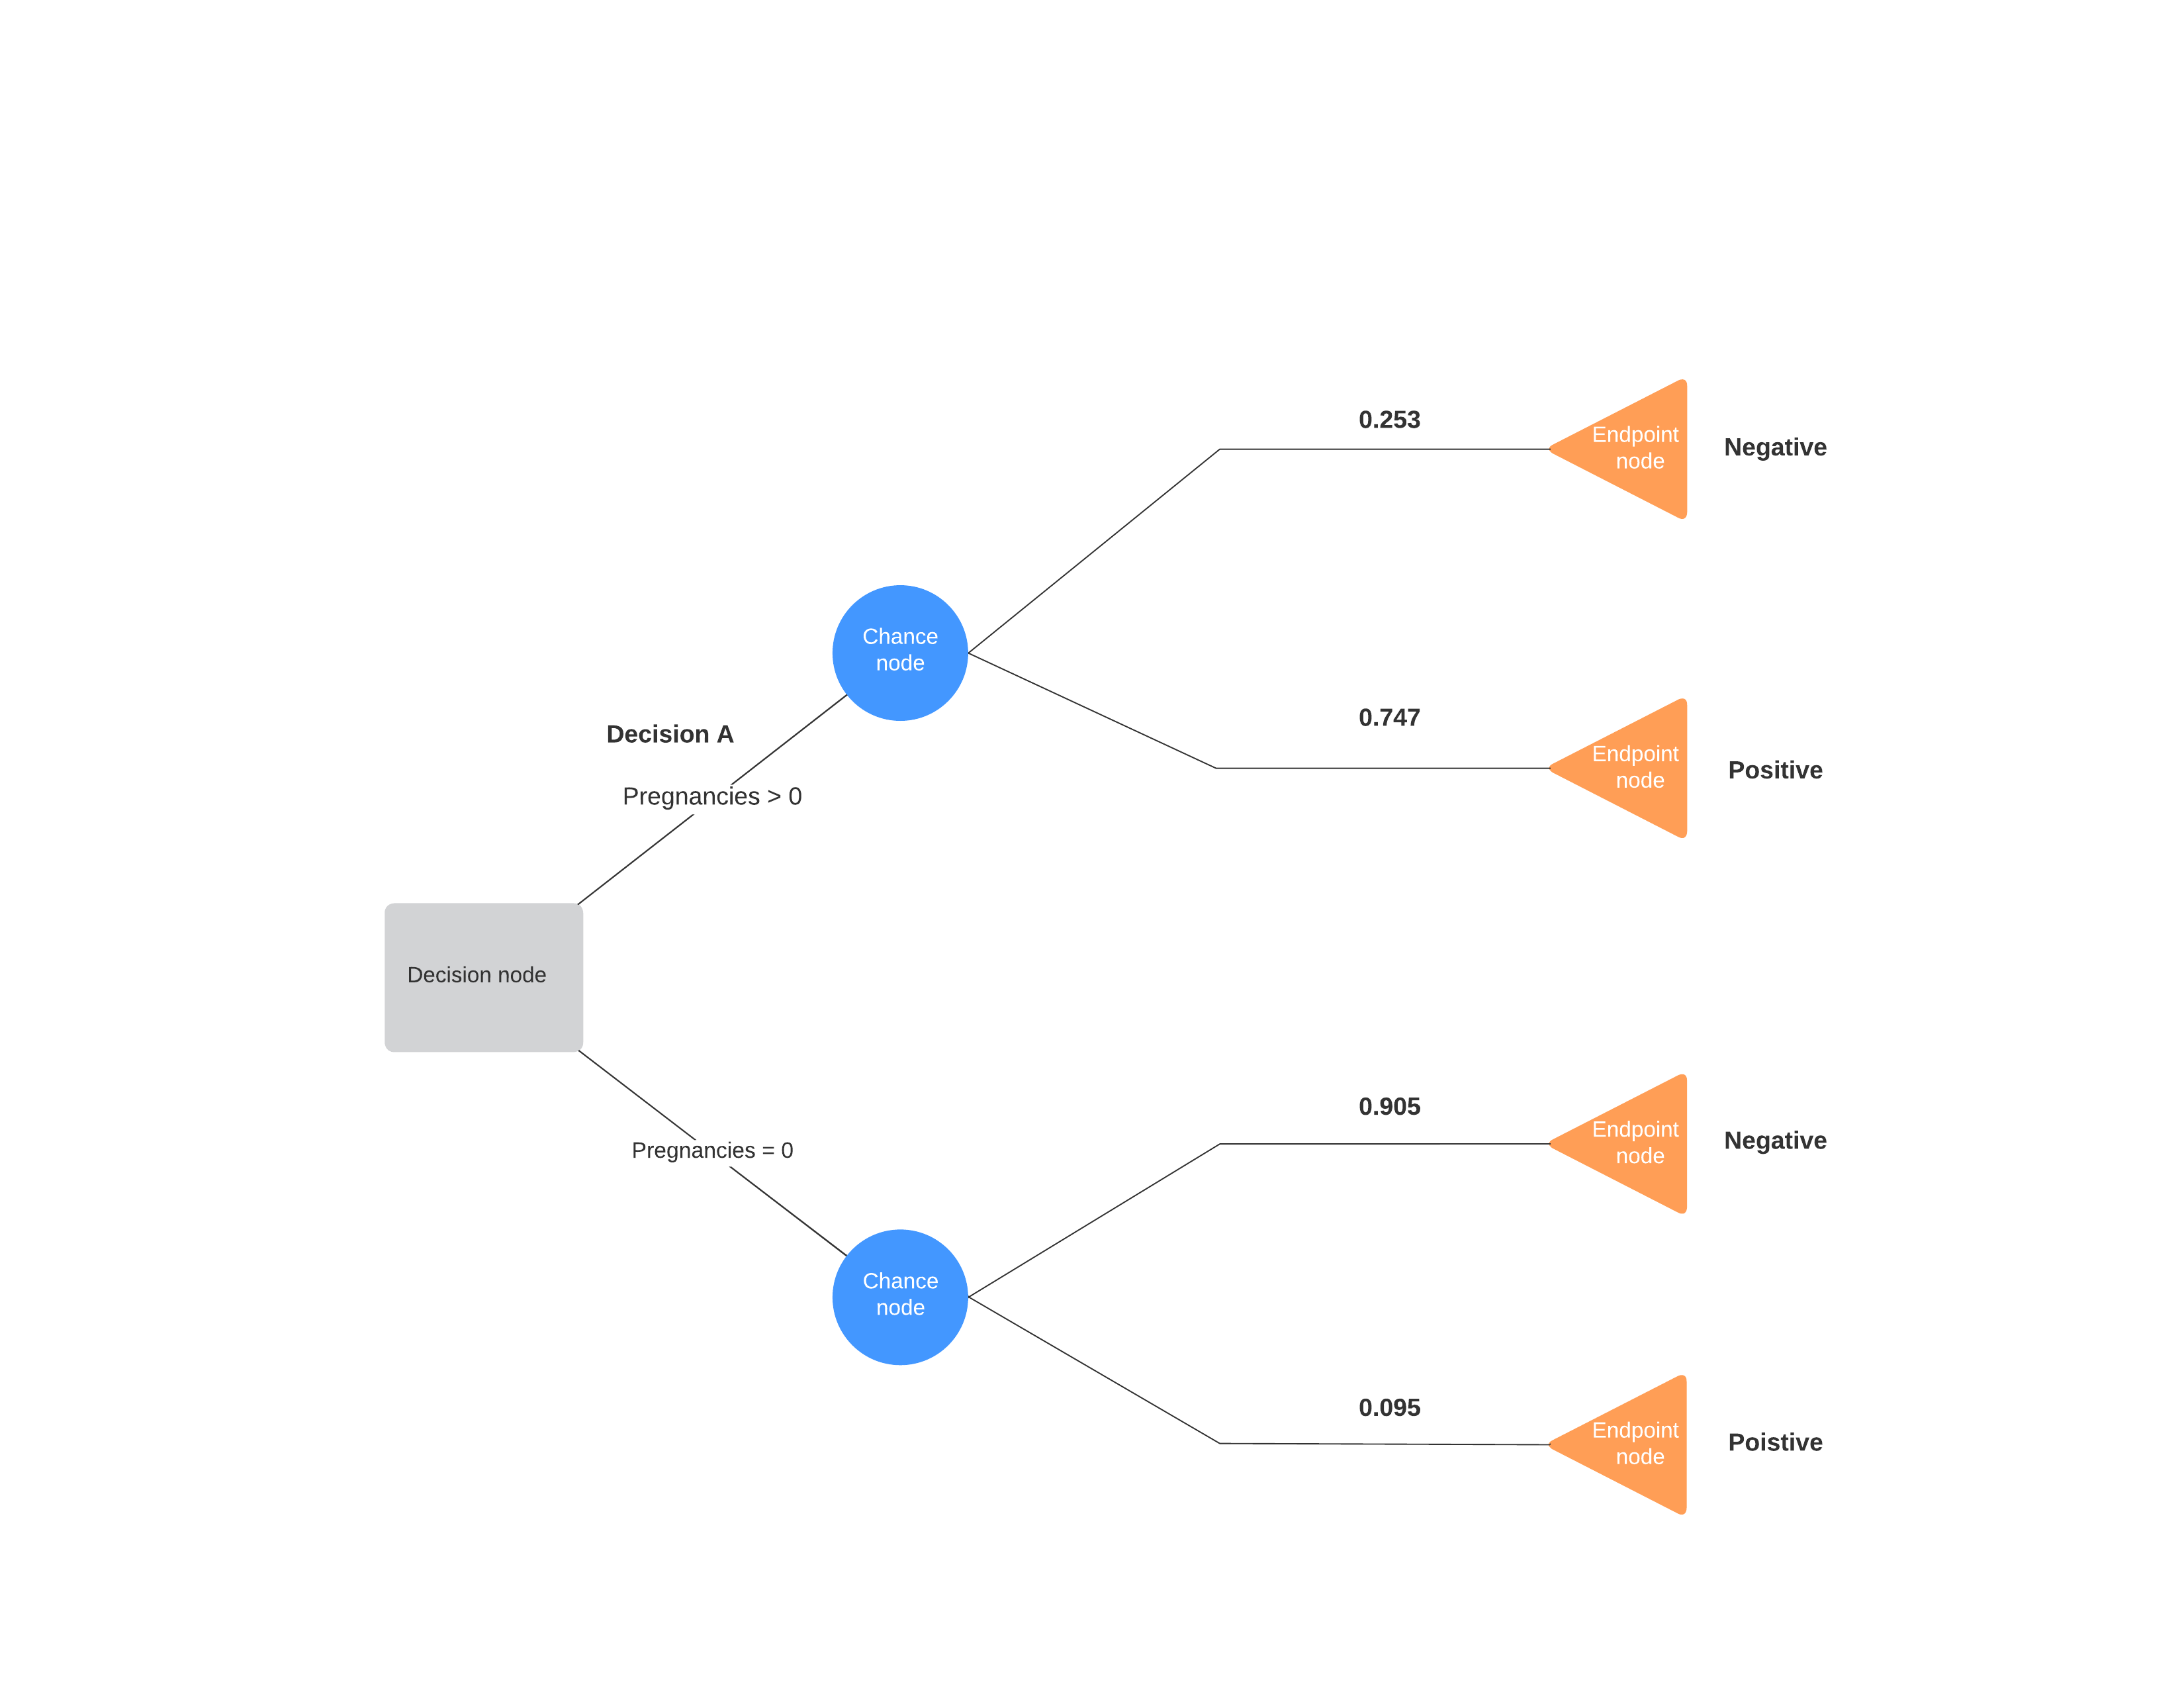 0.253
Endpoint
node
Negative
Chance
node
0.747
Decision A
Endpoint
node
Positive
Pregnancies > 0
Decision node
0.905
Endpoint
node
Negative
Pregnancies = 0
Chance
node
0.095
Endpoint
node
Poistive